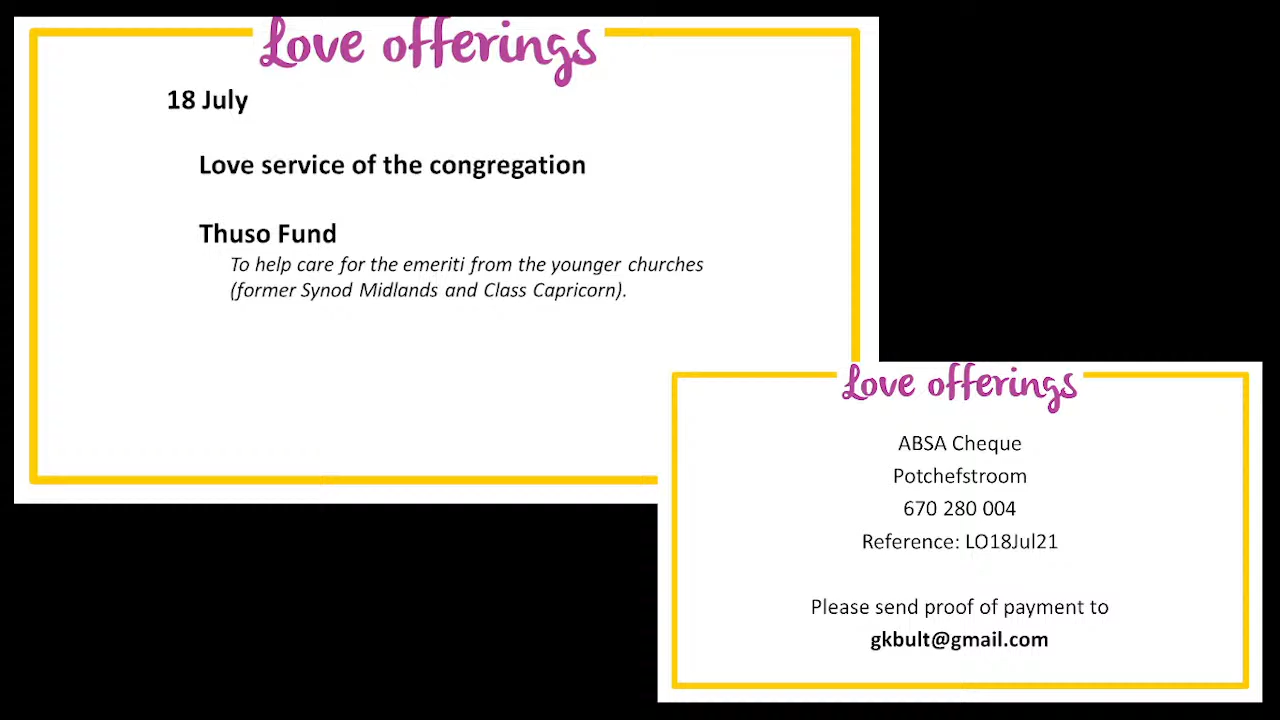 Love offerings
18 July
Love service of the congregation
Thuso Fund
To help care for the emeriti from the younger churches
(former Synod Midlands and Class Capricorn).
Love offerings
ABSA Cheque
Potchefstroom
670 280 004
Reference: LO18Jul21
Please send proof of payment to
gkbult@gmail.com